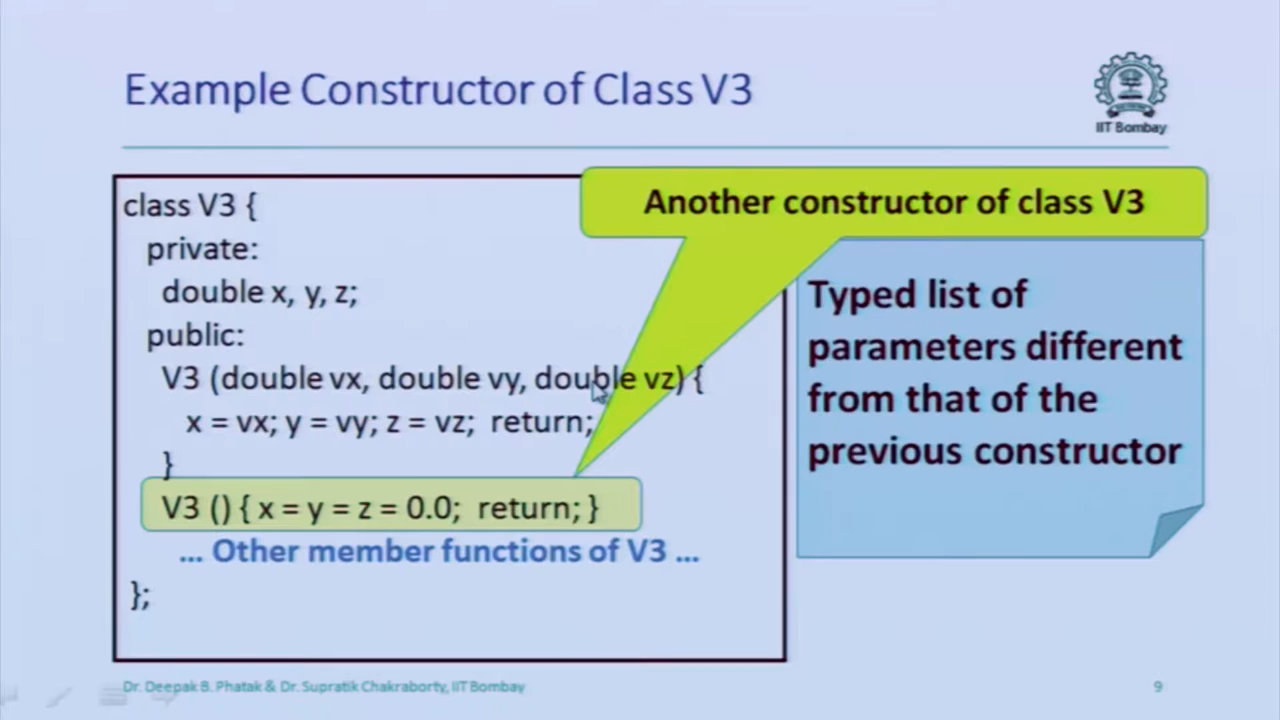 Example Constructor of Class V3
IIT Bombay
class V3 {
private:
double x, y, z;
public:
V3 (double vx, double vy, double vz) {
x = vx; y = vy; z = vz; return;
}
V3 () { x = y = z = 0.0; return; }
... Other member functions of V3 ...
};
Another constructor of class V3
Typed list of
parameters different
from that of the
previous constructor
Dr. Deepak B. Phatak & Dr. Supratik Chakraborty, IIT Bombay
9